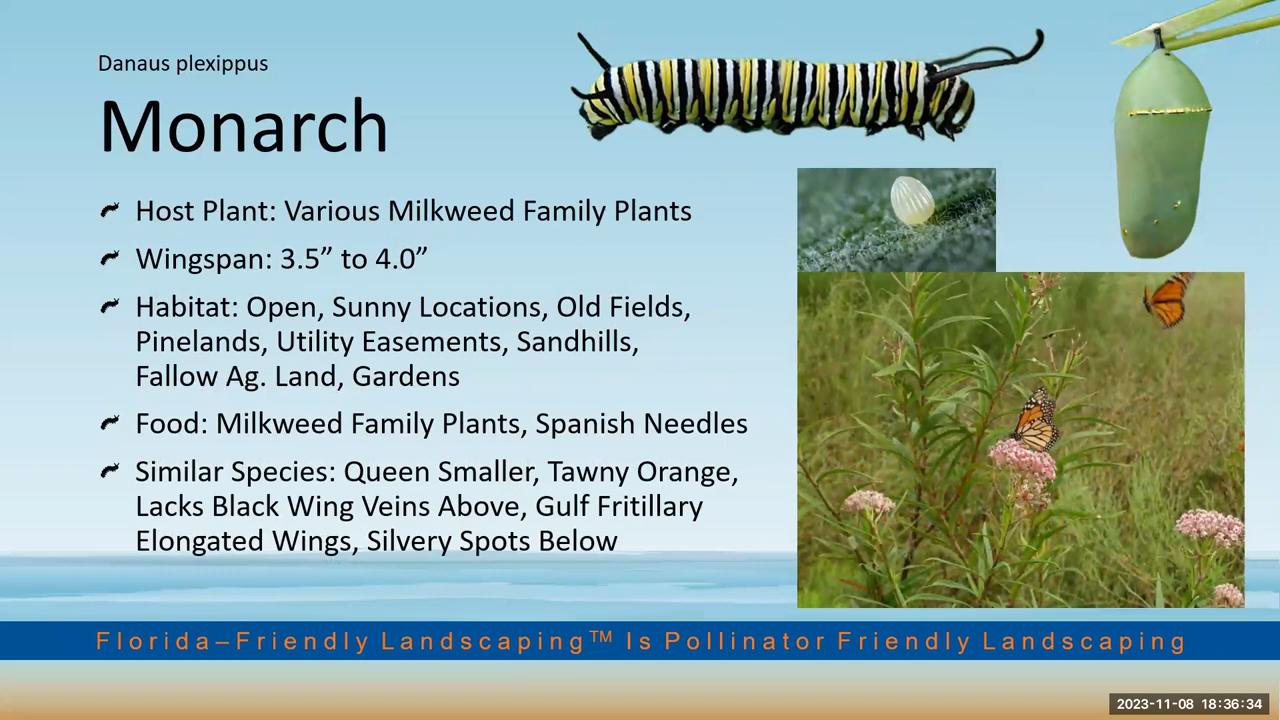 Danaus plexippus
Monarch
Host Plant: Various Milkweed Family Plants
Wingspan: 3.5” to 4.0”
Habitat: Open, Sunny Locations, Old Fields,
Pinelands, Utility Easements, Sandhills,
Fallow Ag. Land, Gardens
Food: Milkweed Family Plants, Spanish Needles
Similar Species: Queen Smaller, Tawny Orange,
Lacks Black Wing Veins Above, Gulf Fritillary
Elongated Wings, Silvery Spots Below
Florida–Friendly Landscaping™ Is Pollinator Friendly Landscaping
2023-11-08 18:36:34